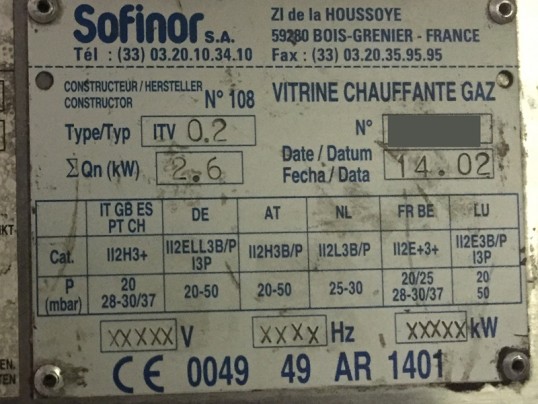 Sofinor S.A.
ZI de la HOUSSOYE
59280 BOIS-GRENIER - FRANCE
Tél : (33) 03.20.10.34.10 Fax : (33) 03.20.35.95.95
CONSTRUCTEUR / HERSTELLER
CONSTRUCTOR N° 108 VITRINE CHAUFFANTE GAZ
Type/Typ ITV 0.2 N°
ΣQn (kW) 2.6 Date / Datum
Fecha / Data 14.02
IT GB ES PT CH DE AT NL FR BE LU
Cat. II2H3+ II2ELL3B/P I3P II2H3B/P II2L3B/P II2E+3+ II2E3B/P I3P
P (mbar) 20 28-30/37 20-50 20-50 25-30 20/25 28-30/37 20 50
XXXXX V XXXX Hz XXXXX kW
CE 0049 49 AR 1401